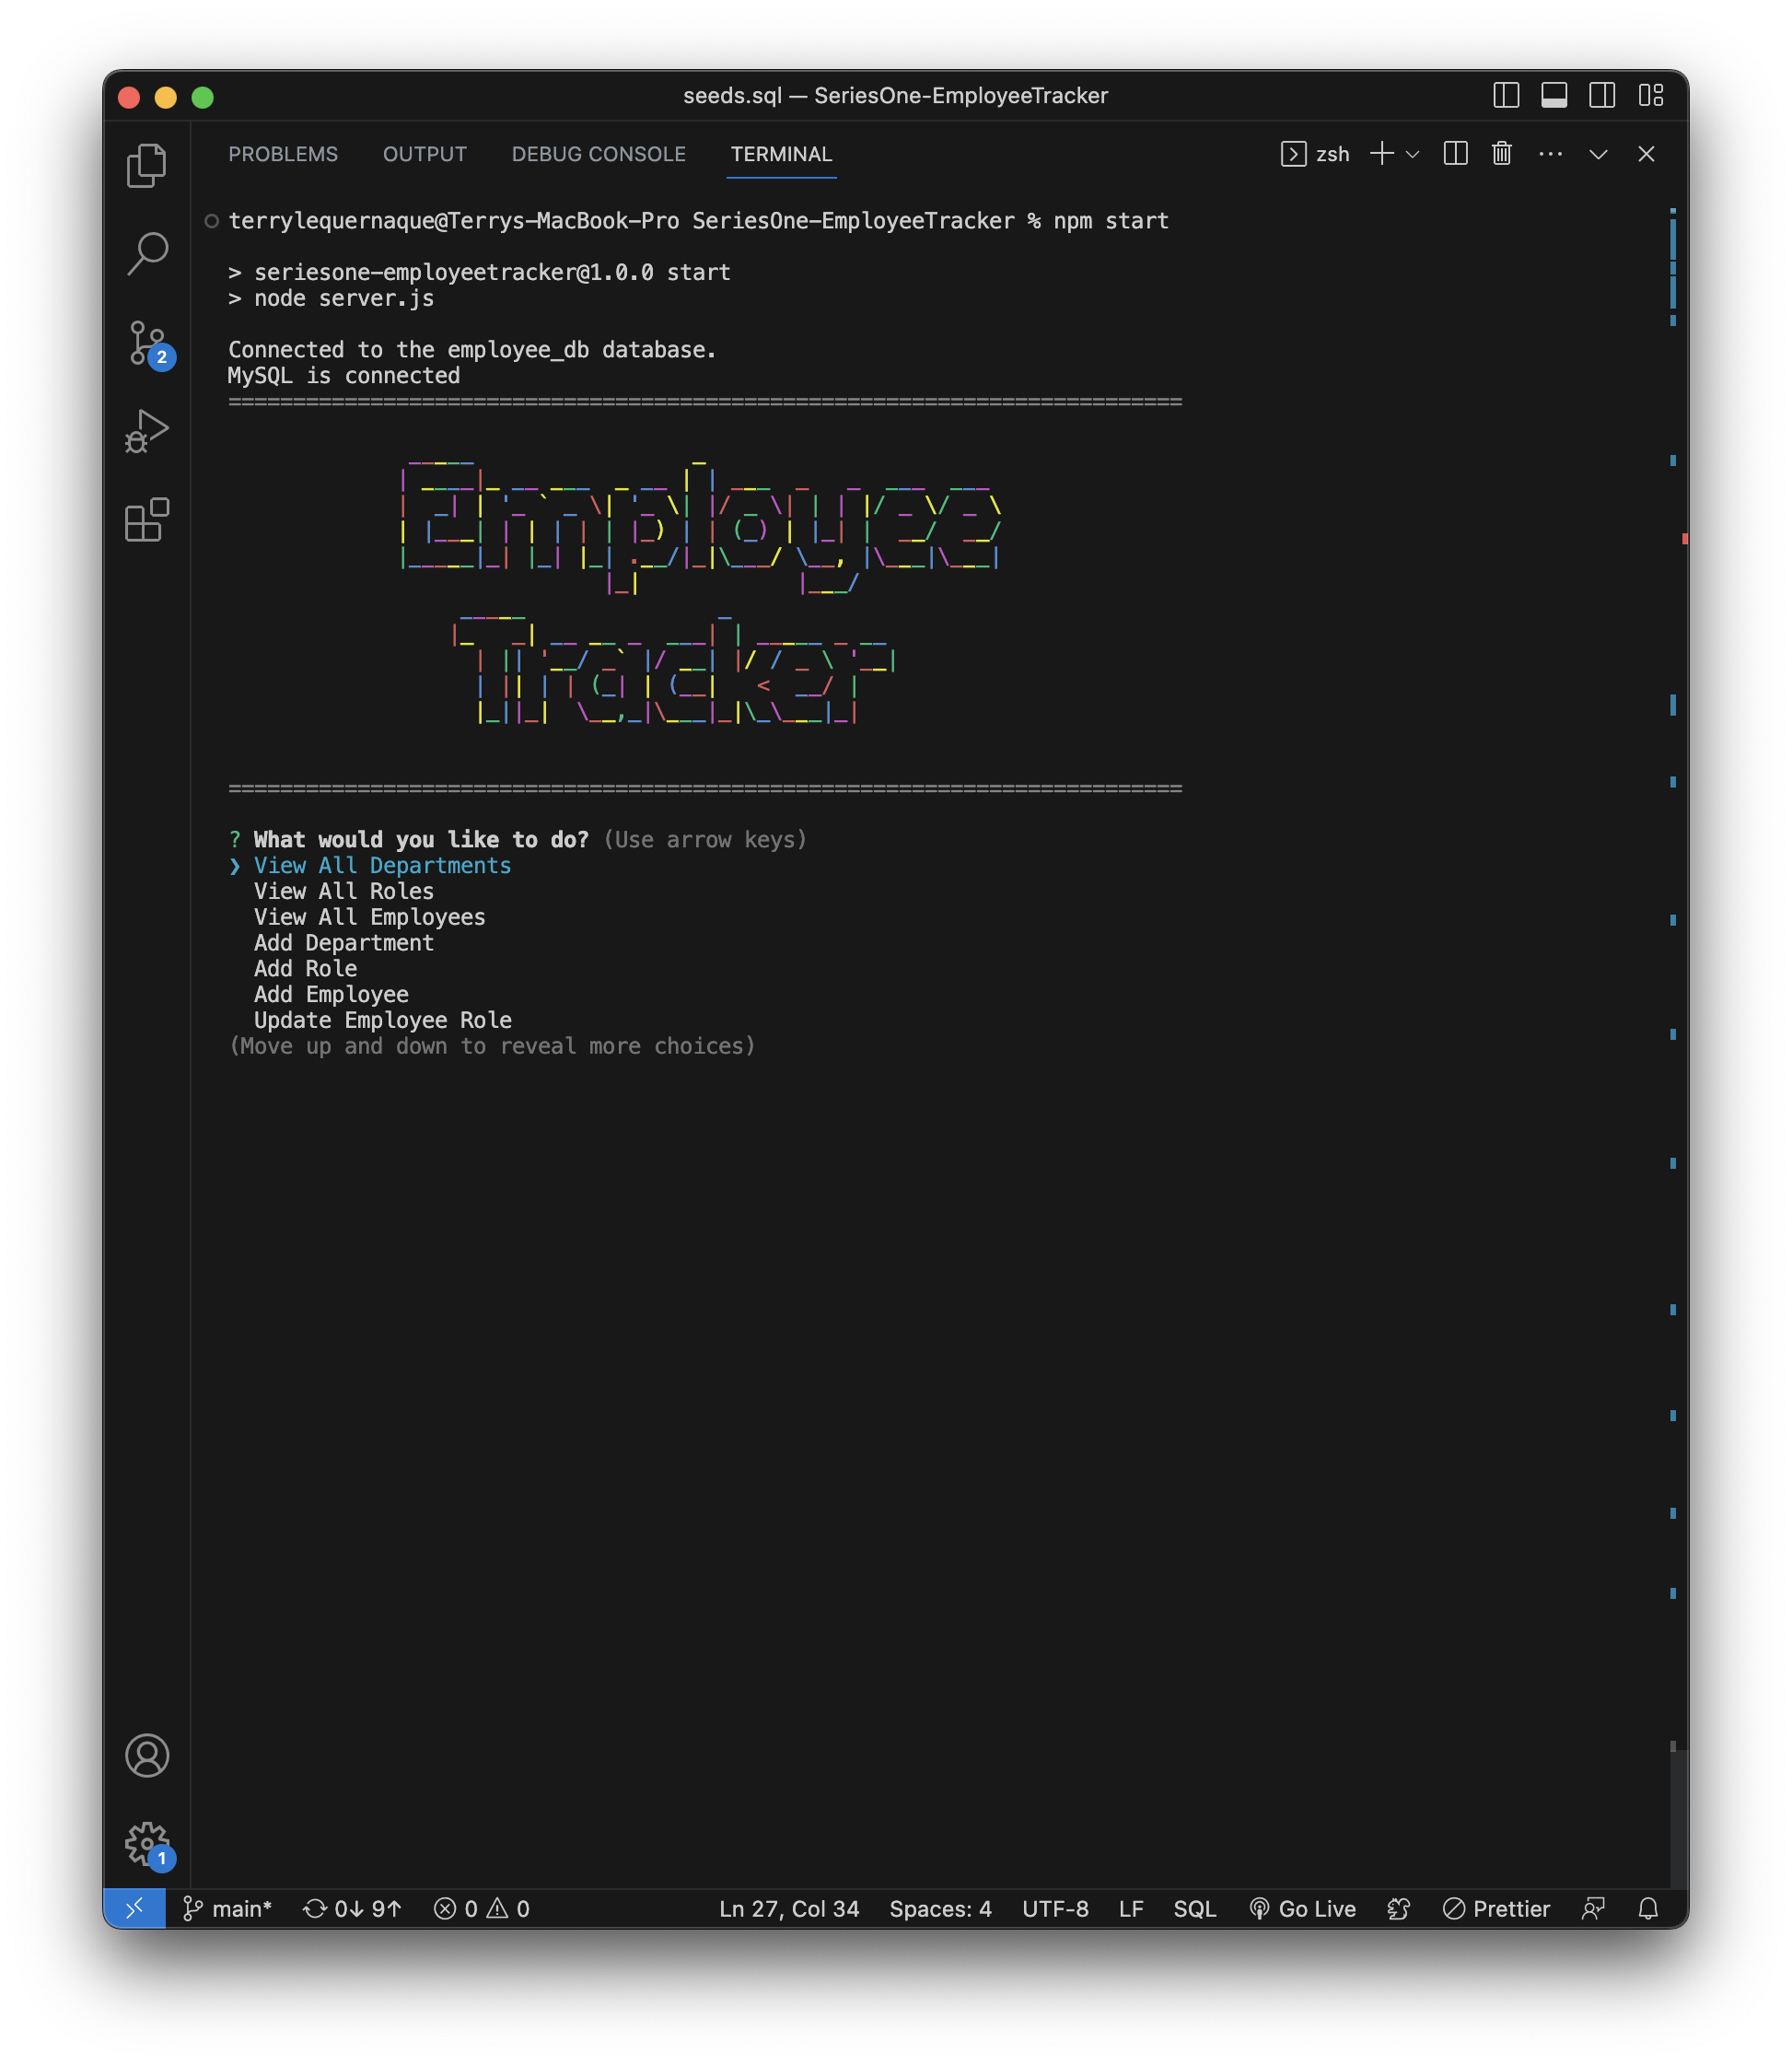 seeds.sql — SeriesOne-EmployeeTracker
PROBLEMS OUTPUT DEBUG CONSOLE TERMINAL zsh
terrylequernaque@Terrys-MacBook-Pro SeriesOne-EmployeeTracker % npm start
> seriesone-employeetracker@1.0.0 start
> node server.js
Connected to the employee_db database.
MySQL is connected
==========================================================================
Employee
Tracker
==========================================================================
? What would you like to do? (Use arrow keys)
❯ View All Departments
View All Roles
View All Employees
Add Department
Add Role
Add Employee
Update Employee Role
(Move up and down to reveal more choices)
2
1
main* 0↓ 9↑ 0 0 Ln 27, Col 34 Spaces: 4 UTF-8 LF SQL Go Live Prettier